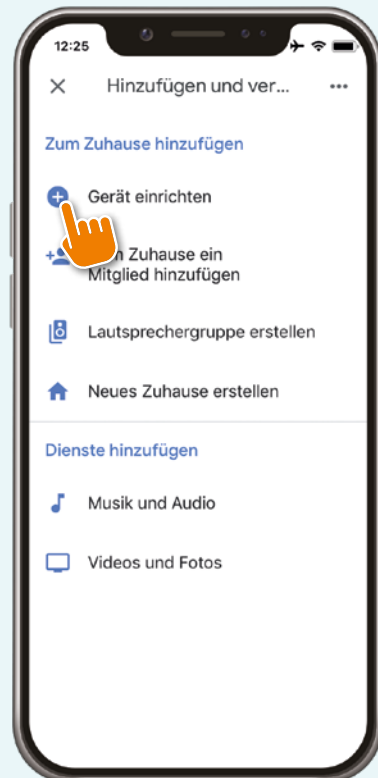 12:25
Hinzufügen und ver...
Zum Zuhause hinzufügen
Gerät einrichten
Zuhause ein
Mitglied hinzufügen
Lautsprechergruppe erstellen
Neues Zuhause erstellen
Dienste hinzufügen
Musik und Audio
Videos und Fotos